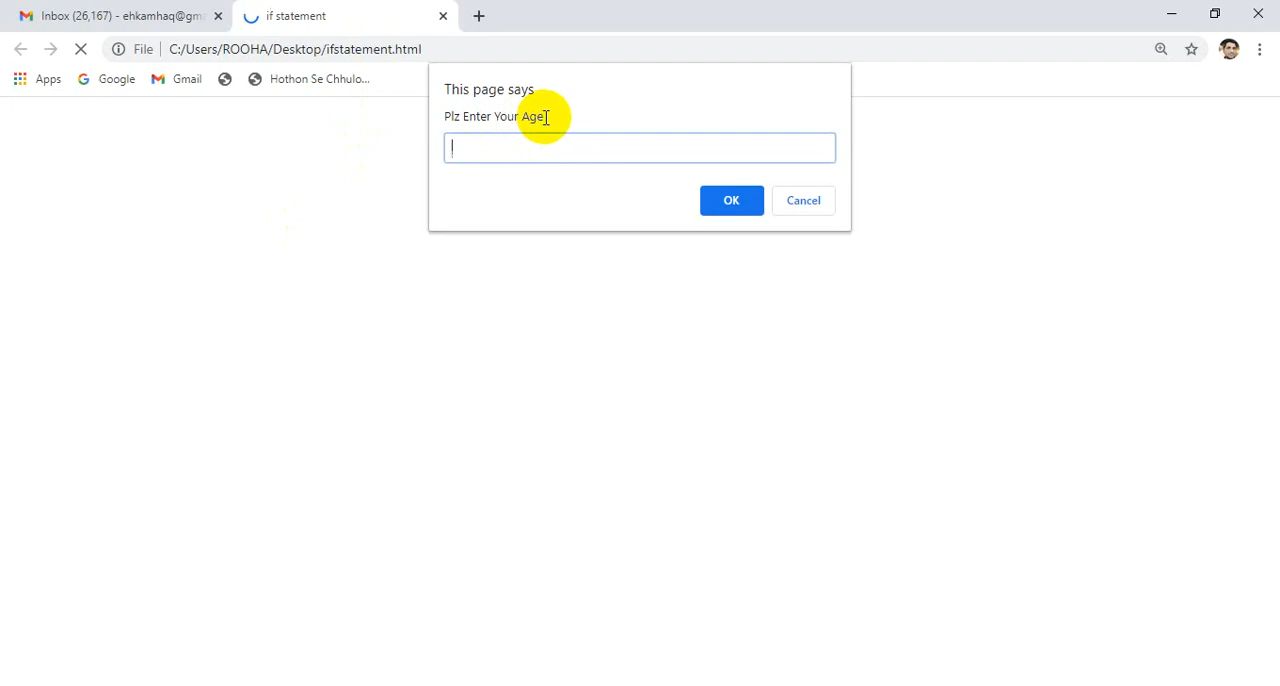 Inbox (26,167) - ehkamhaq@gm
if statement
File
C:/Users/ROOHA/Desktop/ifstatement.html
Apps
Google
Gmail
Hothon Se Chhulo...
This page says
Plz Enter Your Age
OK
Cancel